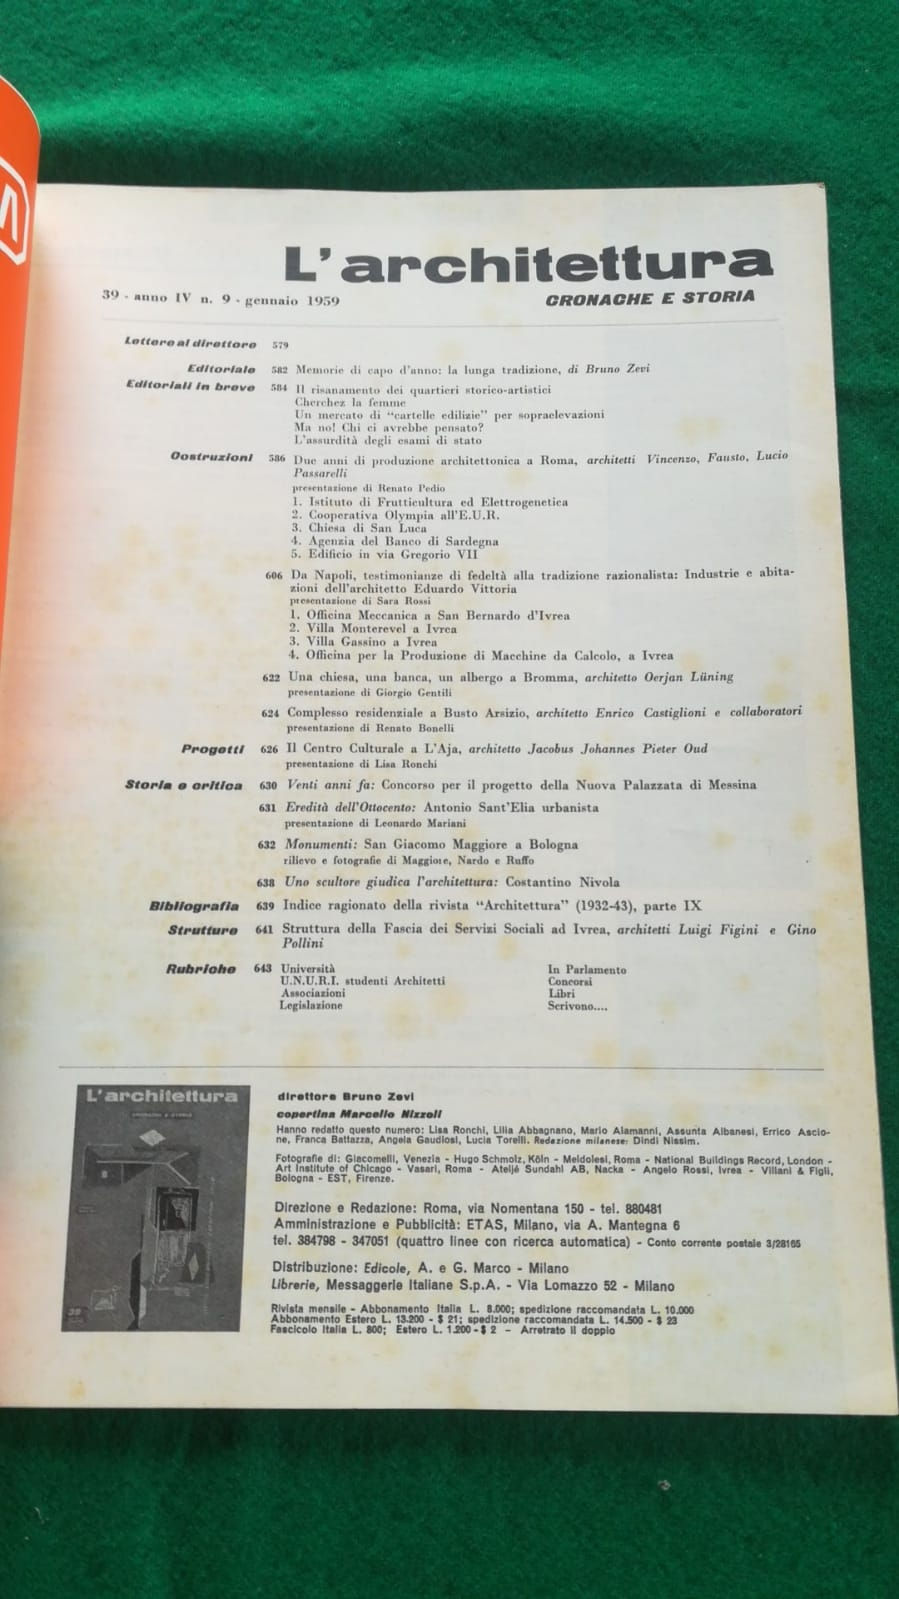 L'architettura
CRONACHE E STORIA
39 - anno IV n. 9 - gennaio 1959
Lettere al direttore 579
Editoriale 582 Memorie di capo d'anno: la lunga tradizione, di Bruno Zevi
Editoriali in breve 584 Il risanamento dei quartieri storico-artistici
Cherchez la femme
Un mercato di "cartelle edilizie" per sopraelevazioni
Ma no! Chi ci avrebbe pensato?
L'assurdità degli esami di stato
Costruzioni 586 Due anni di produzione architettonica a Roma, architetti Vincenzo, Fausto, Lucio
Passarelli
presentazione di Renato Pedio
1. Istituto di Frutticultura ed Elettrogenetica
2. Cooperativa Olympia all'E.U.R.
3. Chiesa di San Luca
4. Agenzia del Banco di Sardegna
5. Edificio in via Gregorio VII
606 Da Napoli, testimonianze di fedeltà alla tradizione razionalista: Industrie e abita-
zioni dell'architetto Eduardo Vittoria
presentazione di Sara Rossi
1. Officina Meccanica a San Bernardo d'Ivrea
2. Villa Monterevel a Ivrea
3. Villa Gassino a Ivrea
4. Officina per la Produzione di Macchine da Calcolo, a Ivrea
622 Una chiesa, una banca, un albergo a Bromma, architetto Oerjan Lüning
presentazione di Giorgio Gentili
624 Complesso residenziale a Busto Arsizio, architetto Enrico Castiglioni e collaboratori
presentazione di Renato Bonelli
Progetti 626 Il Centro Culturale a L'Aja, architetto Jacobus Johannes Pieter Oud
presentazione di Lisa Ronchi
Storia e critica 630 Venti anni fa: Concorso per il progetto della Nuova Palazzata di Messina
631 Eredità dell'Ottocento: Antonio Sant'Elia urbanista
presentazione di Leonardo Mariani
632 Monumenti: San Giacomo Maggiore a Bologna
rilievo e fotografie di Maggiore, Nardo e Ruffo
638 Uno scultore giudica l'architettura: Costantino Nivola
Bibliografia 639 Indice ragionato della rivista "Architettura" (1932-43), parte IX
Strutture 641 Struttura della Fascia dei Servizi Sociali ad Ivrea, architetti Luigi Figini e Gino
Pollini
Rubriche 643 Università
U.N.U.R.I. studenti Architetti
Associazioni
Legislazione
In Parlamento
Concorsi
Libri
Scrivono....
L'architettura
CRONACHE E STORIA
39
direttore Bruno Zevi
copertina Marcello Nizzoli
Hanno redatto questo numero: Lisa Ronchi, Lilia Abbagnano, Mario Alamanni, Assunta Albanesi, Errico Ascio-
ne, Franca Battazza, Angela Gaudiosi, Lucia Torelli. Redazione milanese: Dindi Nissim.
Fotografie di: Giacomelli, Venezia - Hugo Schmolz, Köln - Meldolesi, Roma - National Buildings Record, London -
Art Institute of Chicago - Vasari, Roma - Ateljé Sundahl AB, Nacka - Angelo Rossi, Ivrea - Villani & Figli,
Bologna - EST, Firenze.
Direzione e Redazione: Roma, via Nomentana 150 - tel. 880481
Amministrazione e Pubblicità: ETAS, Milano, via A. Mantegna 6
tel. 384798 - 347051 (quattro linee con ricerca automatica) - Conto corrente postale 3/28165
Distribuzione: Edicole, A. e G. Marco - Milano
Librerie, Messaggerie Italiane S.p.A. - Via Lomazzo 52 - Milano
Rivista mensile - Abbonamento Italia L. 8.000; spedizione raccomandata L. 10.000
Abbonamento Estero L. 13.200 - $ 21; spedizione raccomandata L. 14.500 - $ 23
Fascicolo Italia L. 800; Estero L. 1.200 - $ 2 - Arretrato il doppio